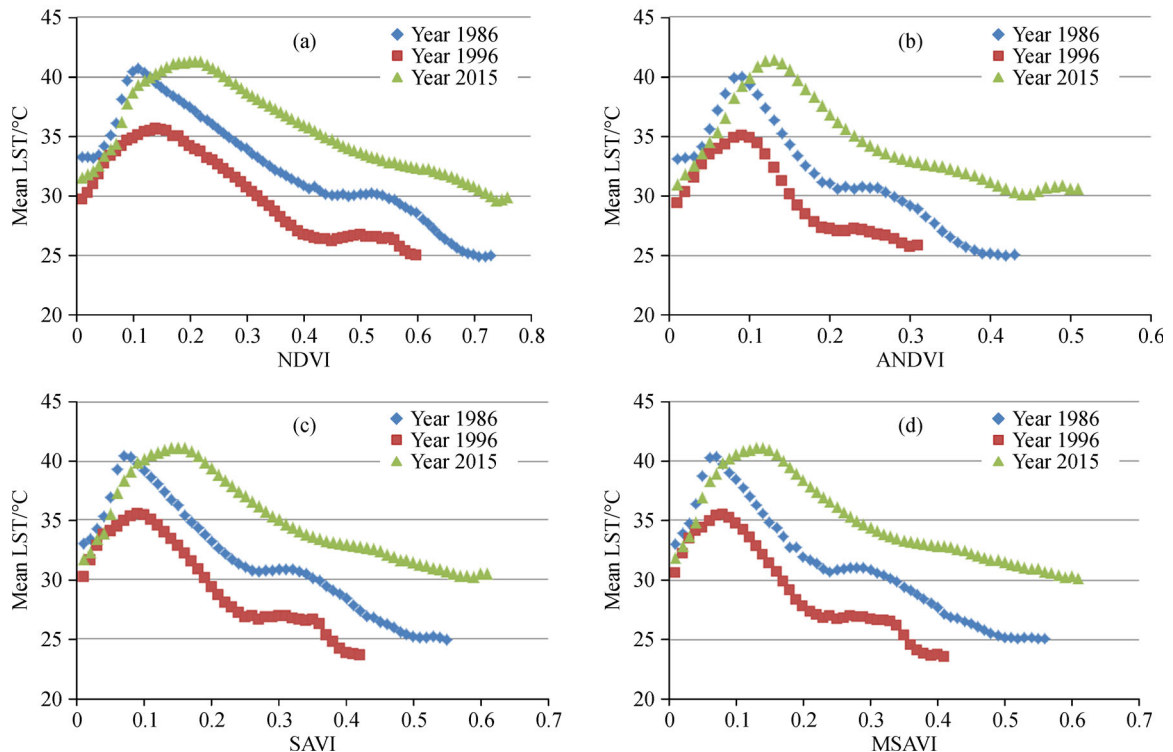 (a)
Year 1986
Year 1996
Year 2015
Mean LST/°C
45
40
35
30
25
20
0 0.1 0.2 0.3 0.4 0.5 0.6 0.7 0.8
NDVI
(b)
Year 1986
Year 1996
Year 2015
Mean LST/°C
45
40
35
30
25
20
0 0.1 0.2 0.3 0.4 0.5 0.6
ANDVI
(c)
Year 1986
Year 1996
Year 2015
Mean LST/°C
45
40
35
30
25
20
0 0.1 0.2 0.3 0.4 0.5 0.6 0.7
SAVI
(d)
Year 1986
Year 1996
Year 2015
Mean LST/°C
45
40
35
30
25
20
0 0.1 0.2 0.3 0.4 0.5 0.6 0.7
MSAVI